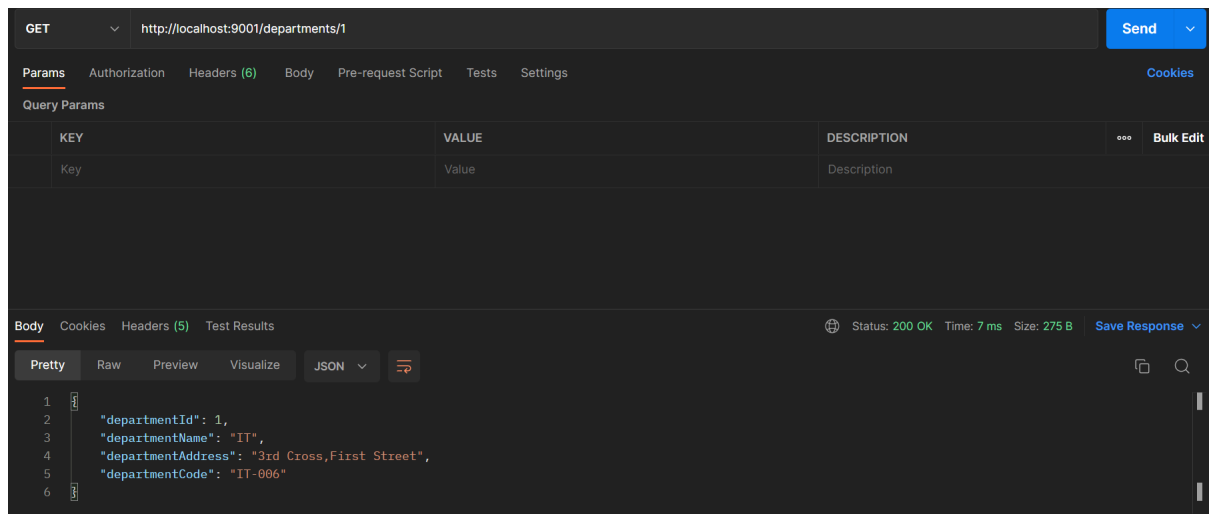 GET http://localhost:9001/departments/1 Send
Params Authorization Headers (6) Body Pre-request Script Tests Settings Cookies
Query Params
KEY VALUE DESCRIPTION ooo Bulk Edit
Key Value Description
Body Cookies Headers (5) Test Results Status: 200 OK Time: 7 ms Size: 275 B Save Response
Pretty Raw Preview Visualize JSON
1 {
2 "departmentId": 1,
3 "departmentName": "IT",
4 "departmentAddress": "3rd Cross,First Street",
5 "departmentCode": "IT-006"
6 }